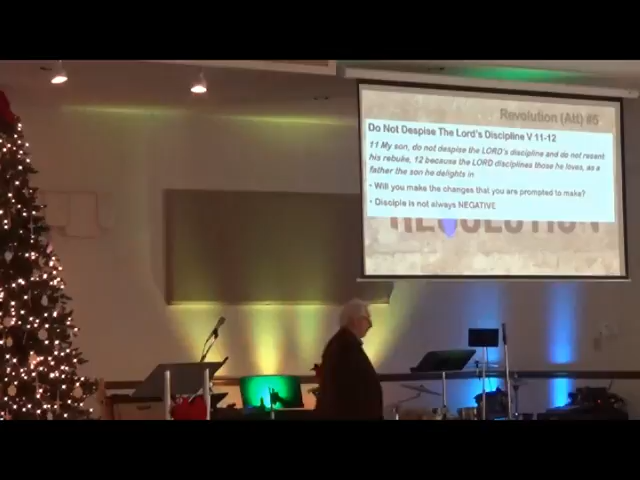 Revolution (Att) #5
Do Not Despise The Lord's Discipline V 11-12
11 My son, do not despise the LORD's discipline and do not resent
his rebuke, 12 because the LORD disciplines those he loves, as a
father the son he delights in
• Will you make the changes that you are prompted to make?
• Disciple is not always NEGATIVE
REVOLUTION